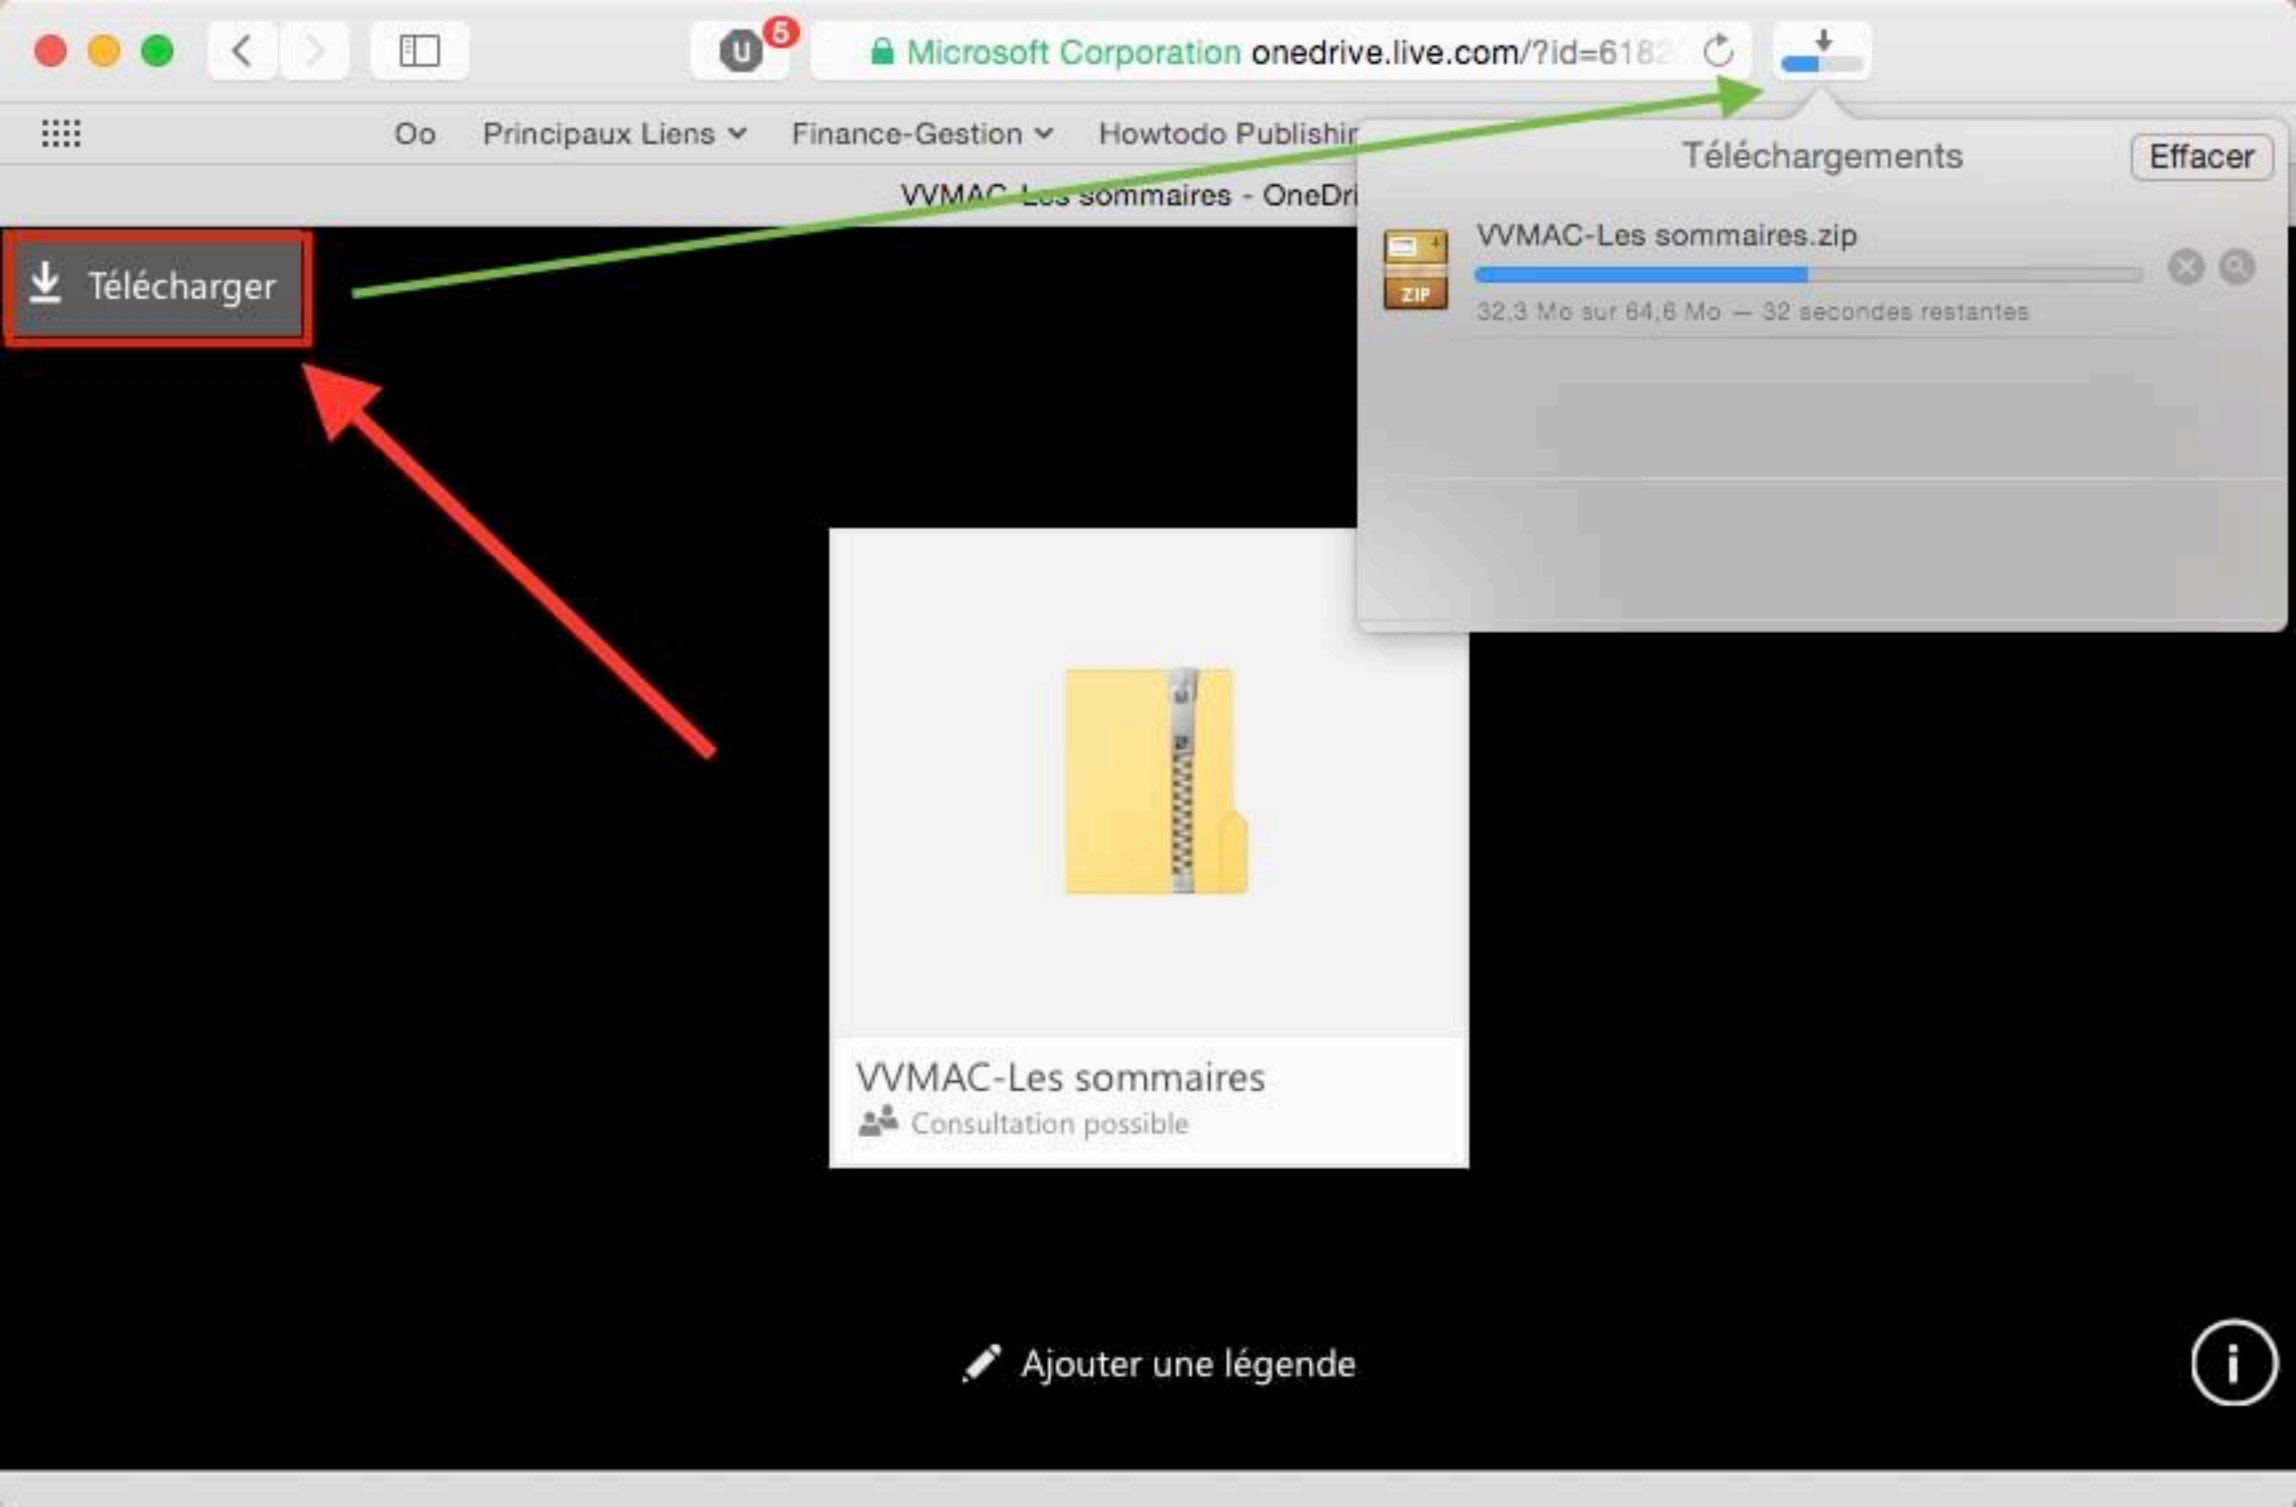 5
Microsoft Corporation onedrive.live.com/?id=6182
Oo Principaux Liens Finance-Gestion Howtodo Publishin
VVMAC-Les sommaires - OneDri
Téléchargements
Effacer
VVMAC-Les sommaires.zip
ZIP
32,3 Mo sur 64,6 Mo — 32 secondes restantes
Télécharger
VVMAC-Les sommaires
Consultation possible
Ajouter une légende